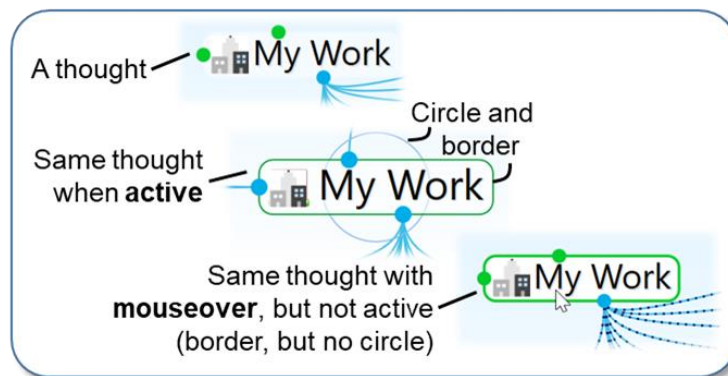 My Work
A thought
Circle and
border
Same thought
when active
My Work
Same thought with
mouseover, but not active
(border, but no circle)
My Work